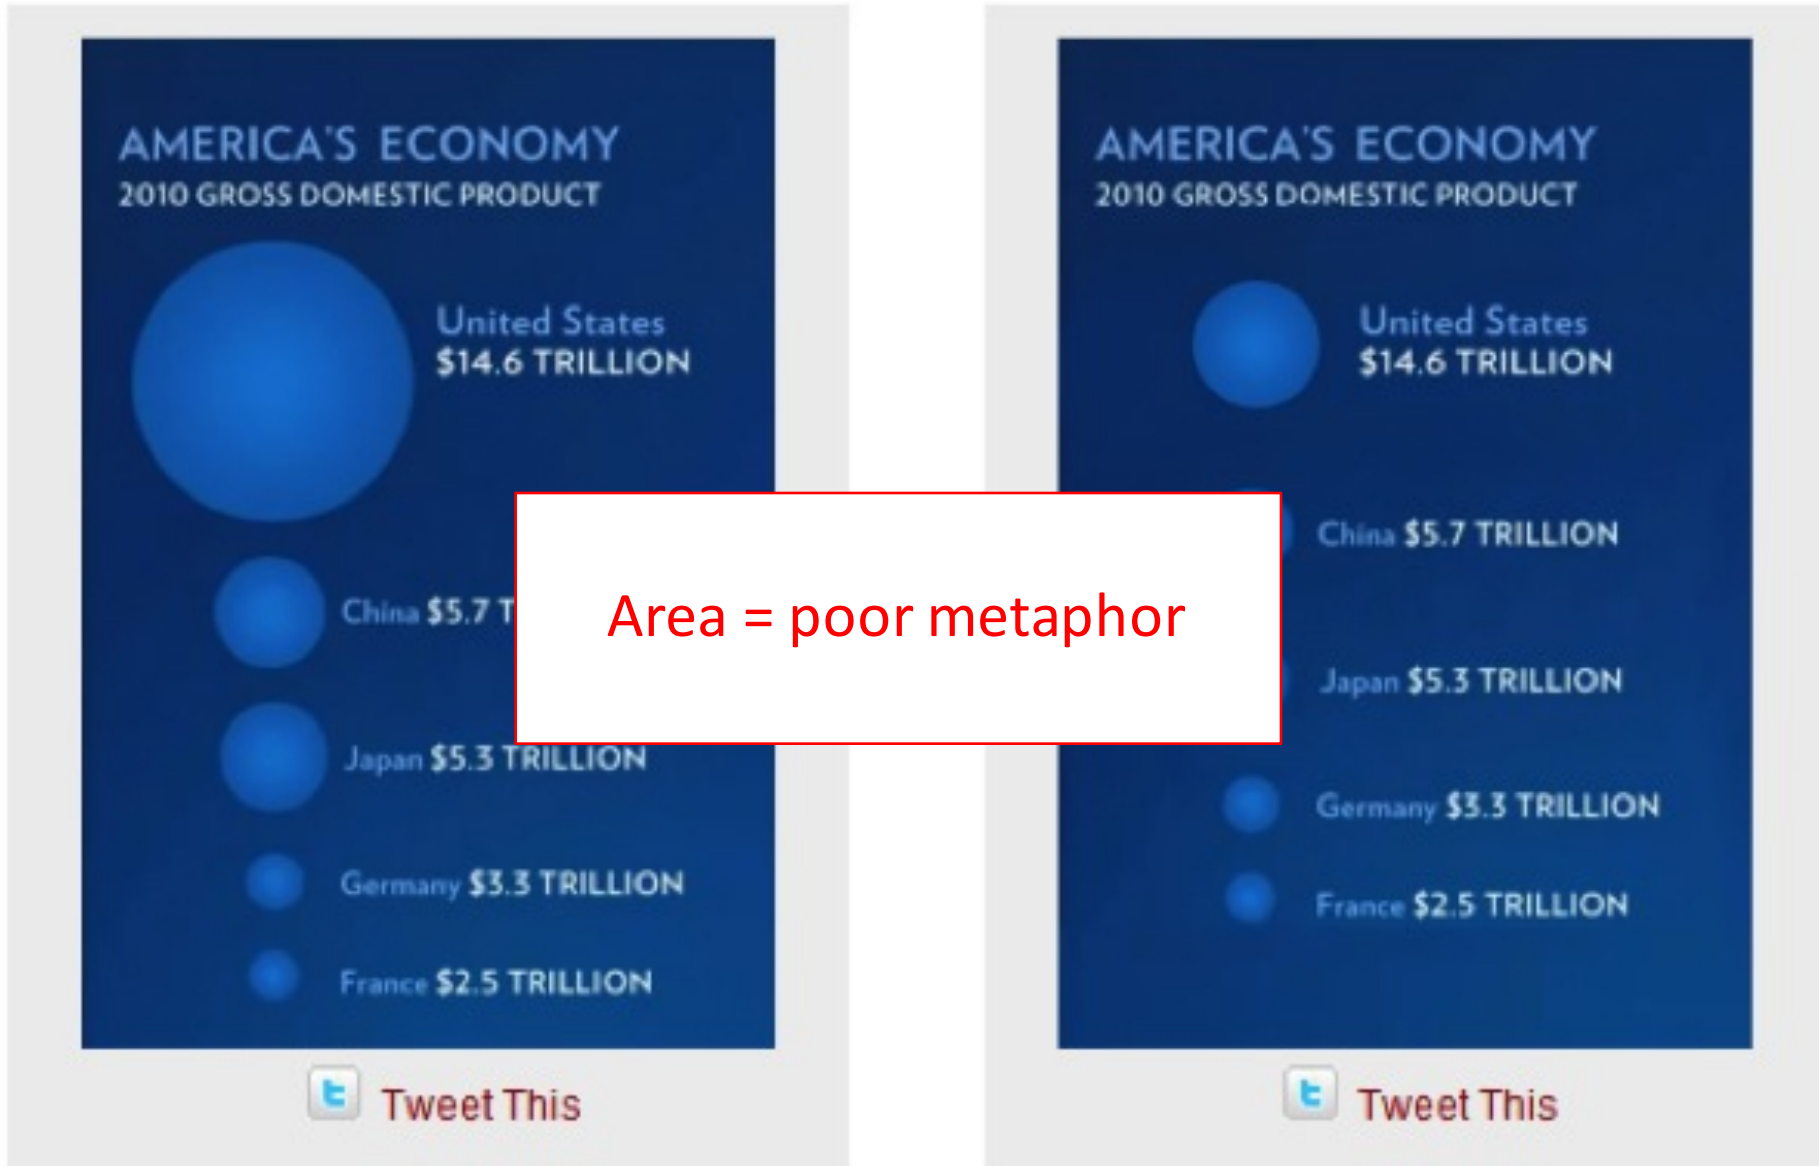 AMERICA'S ECONOMY
2010 GROSS DOMESTIC PRODUCT
United States
$14.6 TRILLION
China $5.7 T
Japan $5.3 TRILLION
Germany $3.3 TRILLION
France $2.5 TRILLION
Tweet This
Area = poor metaphor
AMERICA'S ECONOMY
2010 GROSS DOMESTIC PRODUCT
United States
$14.6 TRILLION
China $5.7 TRILLION
Japan $5.3 TRILLION
Germany $3.3 TRILLION
France $2.5 TRILLION
Tweet This